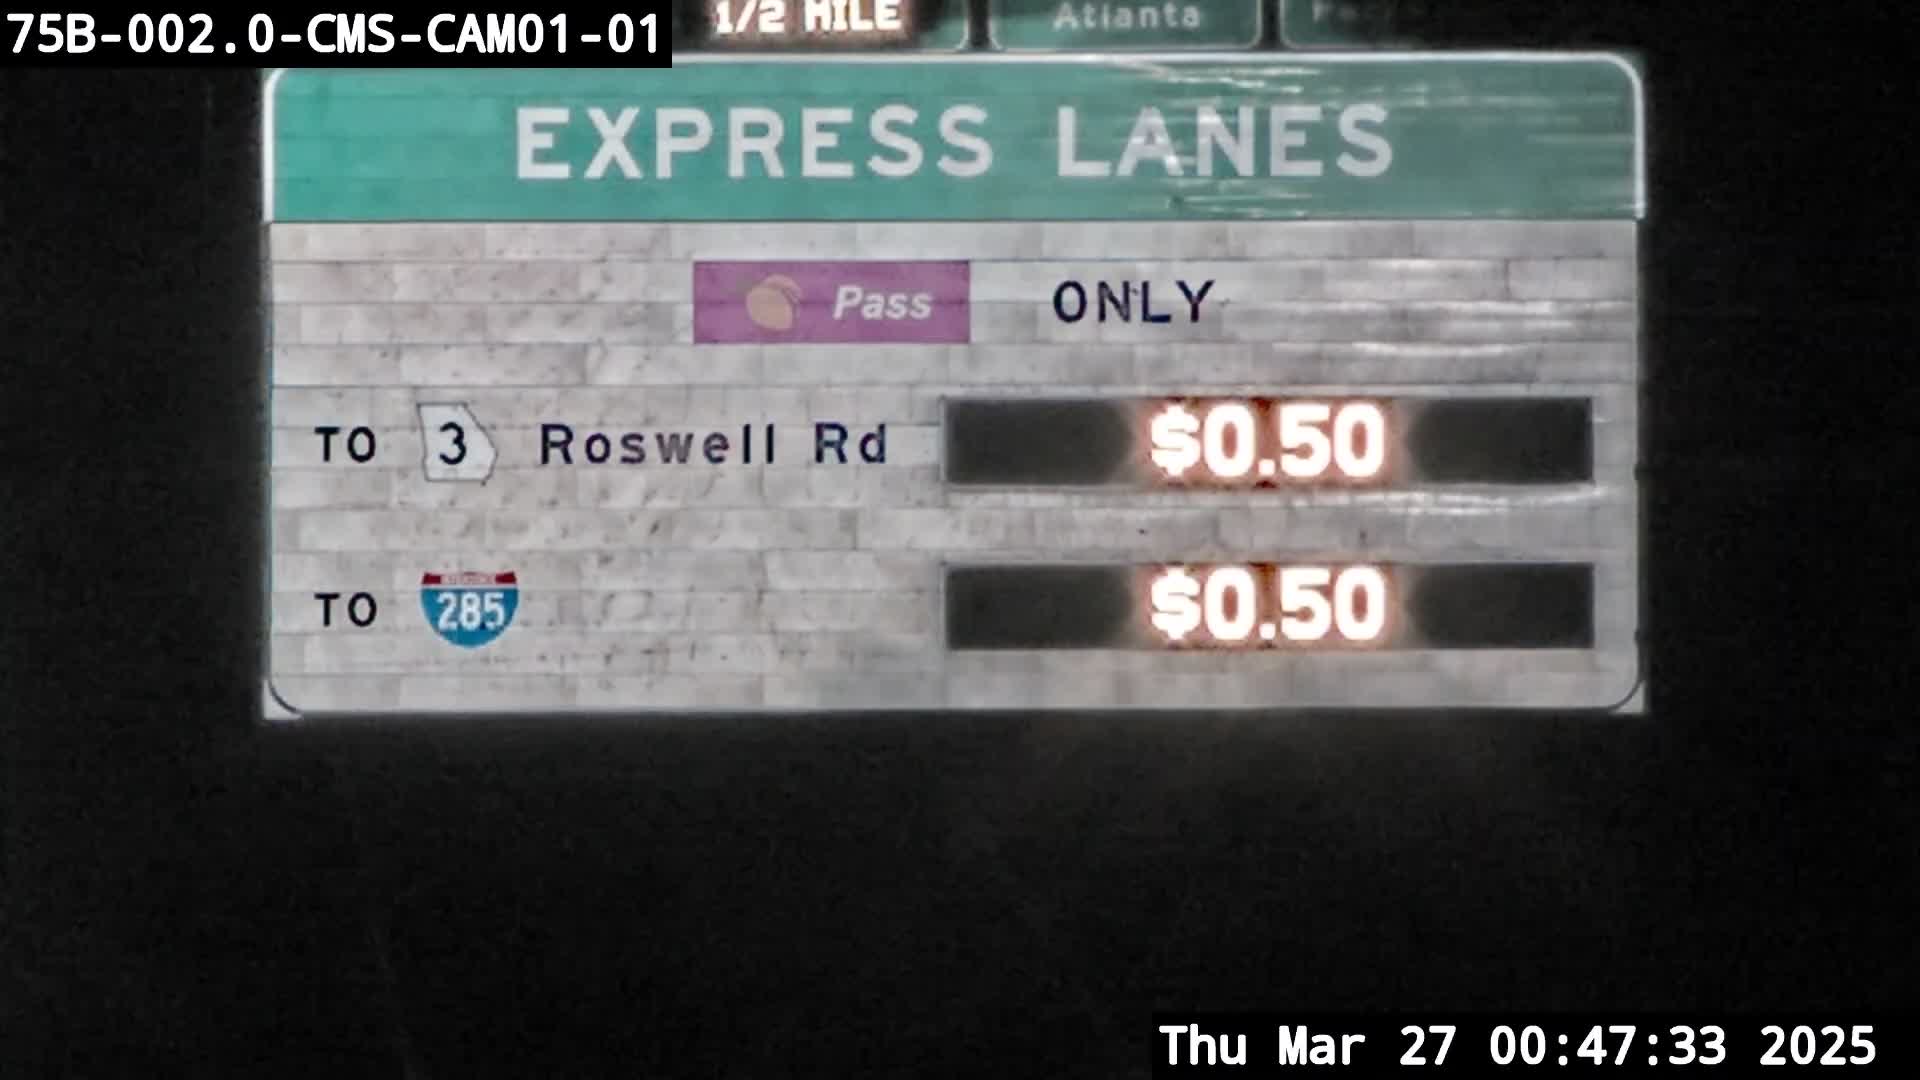 75B-002.0-CMS-CAM01-01
1/2 MILE
Atlanta
EXPRESS LANES
Pass ONLY
TO 3 Roswell Rd $0.50
TO 285 $0.50
Thu Mar 27 00:47:33 2025